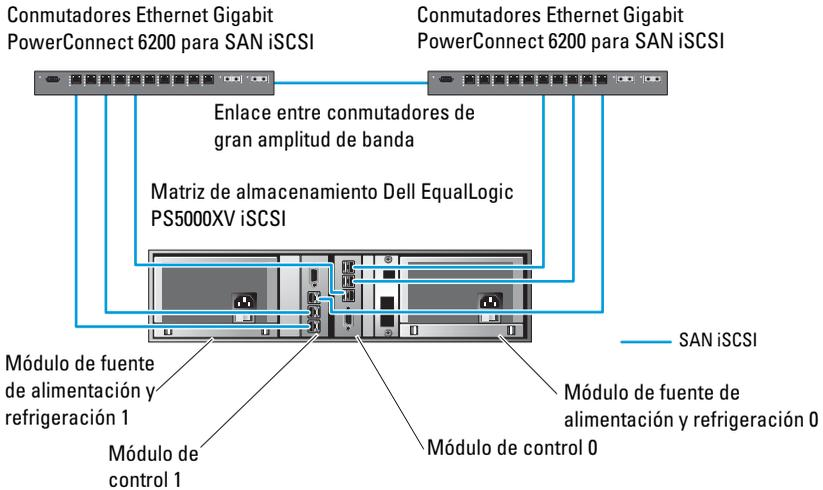 Conmutadores Ethernet Gigabit
PowerConnect 6200 para SAN iSCSI
Conmutadores Ethernet Gigabit
PowerConnect 6200 para SAN iSCSI
Enlace entre conmutadores de
gran amplitud de banda
Matriz de almacenamiento Dell EqualLogic
PS5000XV iSCSI
SAN iSCSI
Módulo de fuente
de alimentación y
refrigeración 1
Módulo de
control 1
Módulo de control 0
Módulo de fuente de
alimentación y refrigeración 0